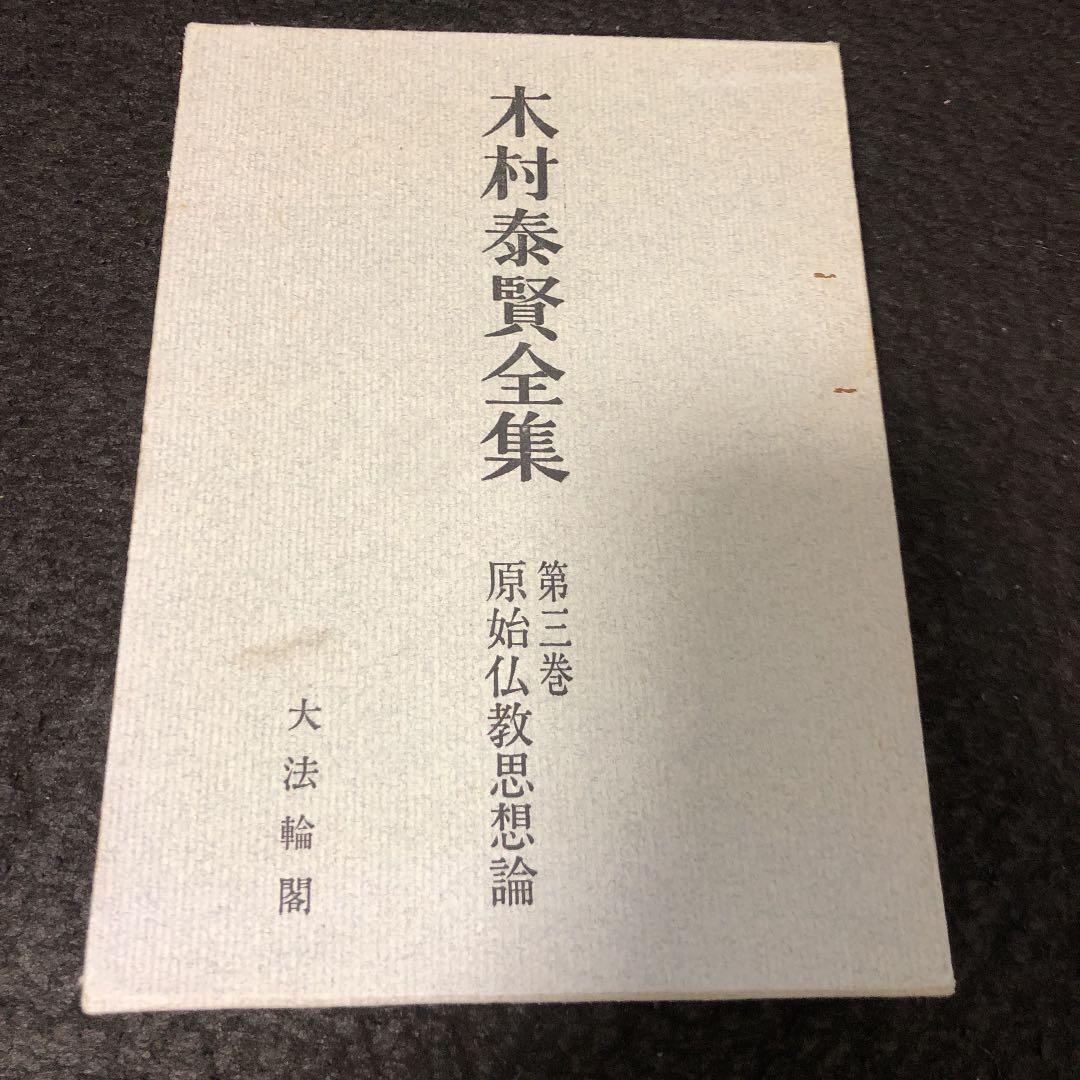 木村泰賢全集
第三巻
原始仏教思想論
大法輪閣